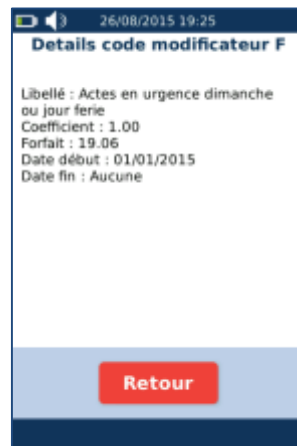 26/08/2015 19:25
Details code modificateur F
Libellé : Actes en urgence dimanche
ou jour ferie
Coefficient : 1.00
Forfait : 19.06
Date début : 01/01/2015
Date fin : Aucune
Retour